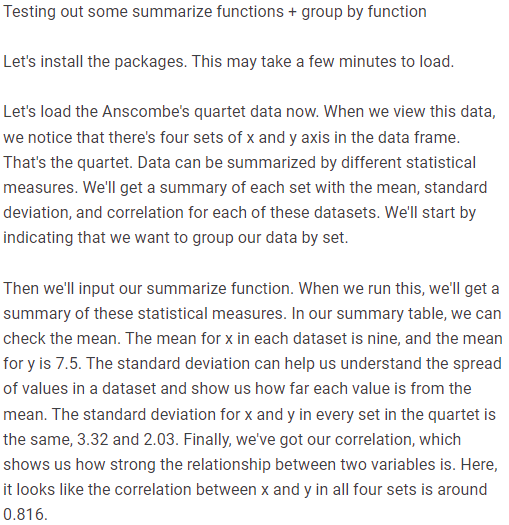 Testing out some summarize functions + group by function
Let's install the packages. This may take a few minutes to load.
Let's load the Anscombe's quartet data now. When we view this data,
we notice that there's four sets of x and y axis in the data frame.
That's the quartet. Data can be summarized by different statistical
measures. We'll get a summary of each set with the mean, standard
deviation, and correlation for each of these datasets. We'll start by
indicating that we want to group our data by set.
Then we'll input our summarize function. When we run this, we'll get a
summary of these statistical measures. In our summary table, we can
check the mean. The mean for x in each dataset is nine, and the mean
for y is 7.5. The standard deviation can help us understand the spread
of values in a dataset and show us how far each value is from the
mean. The standard deviation for x and y in every set in the quartet is
the same, 3.32 and 2.03. Finally, we've got our correlation, which
shows us how strong the relationship between two variables is. Here,
it looks like the correlation between x and y in all four sets is around
0.816.